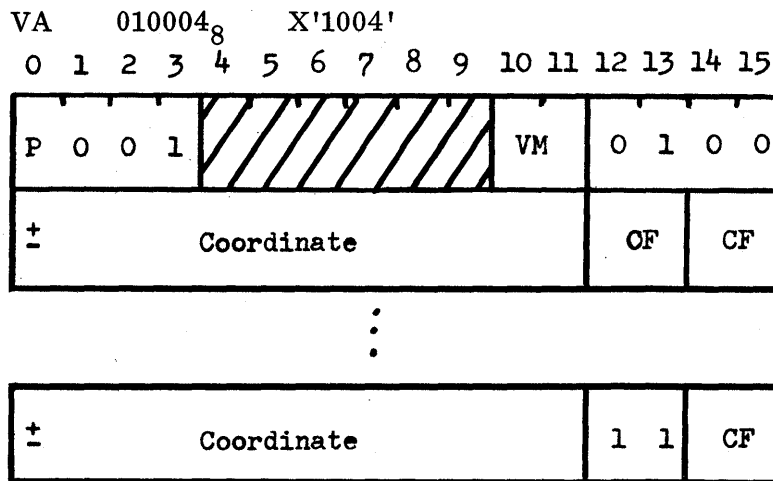 VA 010004₈ X'1004'
0 1 2 3 4 5 6 7 8 9 10 11 12 13 14 15
P 0 0 1 VM 0 1 0 0
± Coordinate OF CF
± Coordinate 1 1 CF